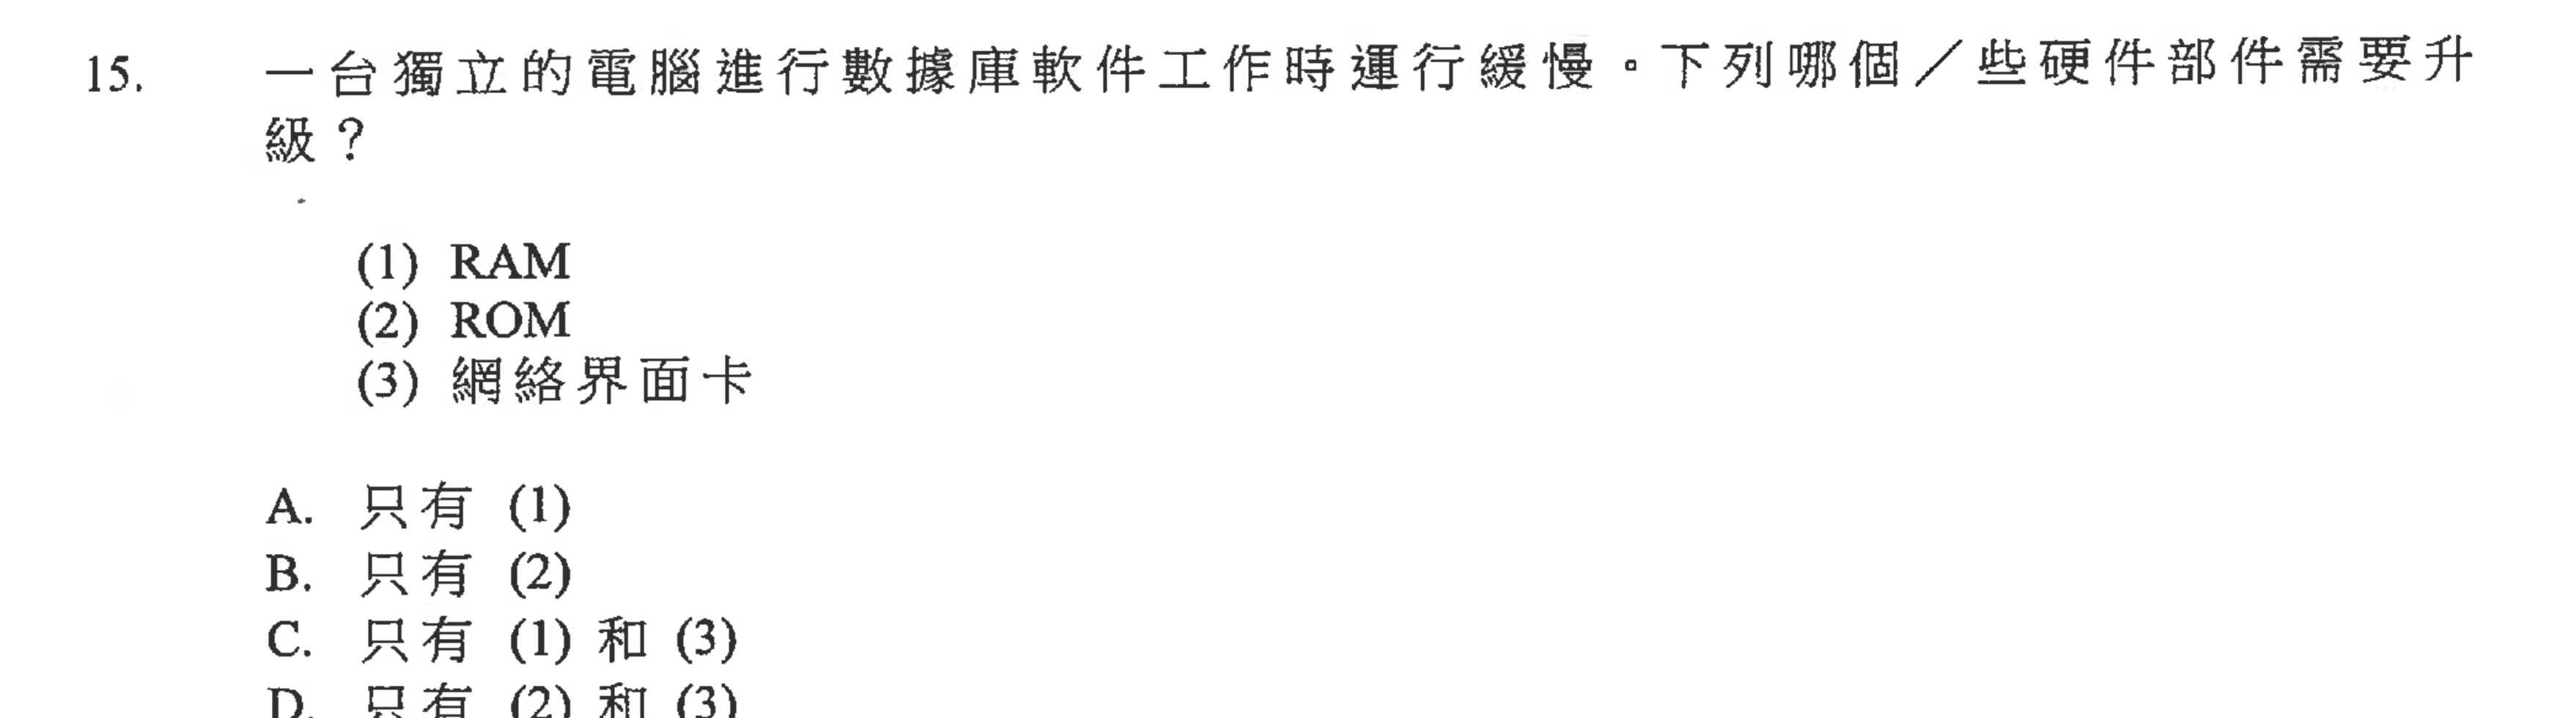 15. 一台獨立的電腦進行數據庫軟件工作時運行緩慢。下列哪個／些硬件部件需要升
級？
(1) RAM
(2) ROM
(3) 網絡界面卡
A. 只有 (1)
B. 只有 (2)
C. 只有 (1) 和 (3)
D. 只有 (2) 和 (3)